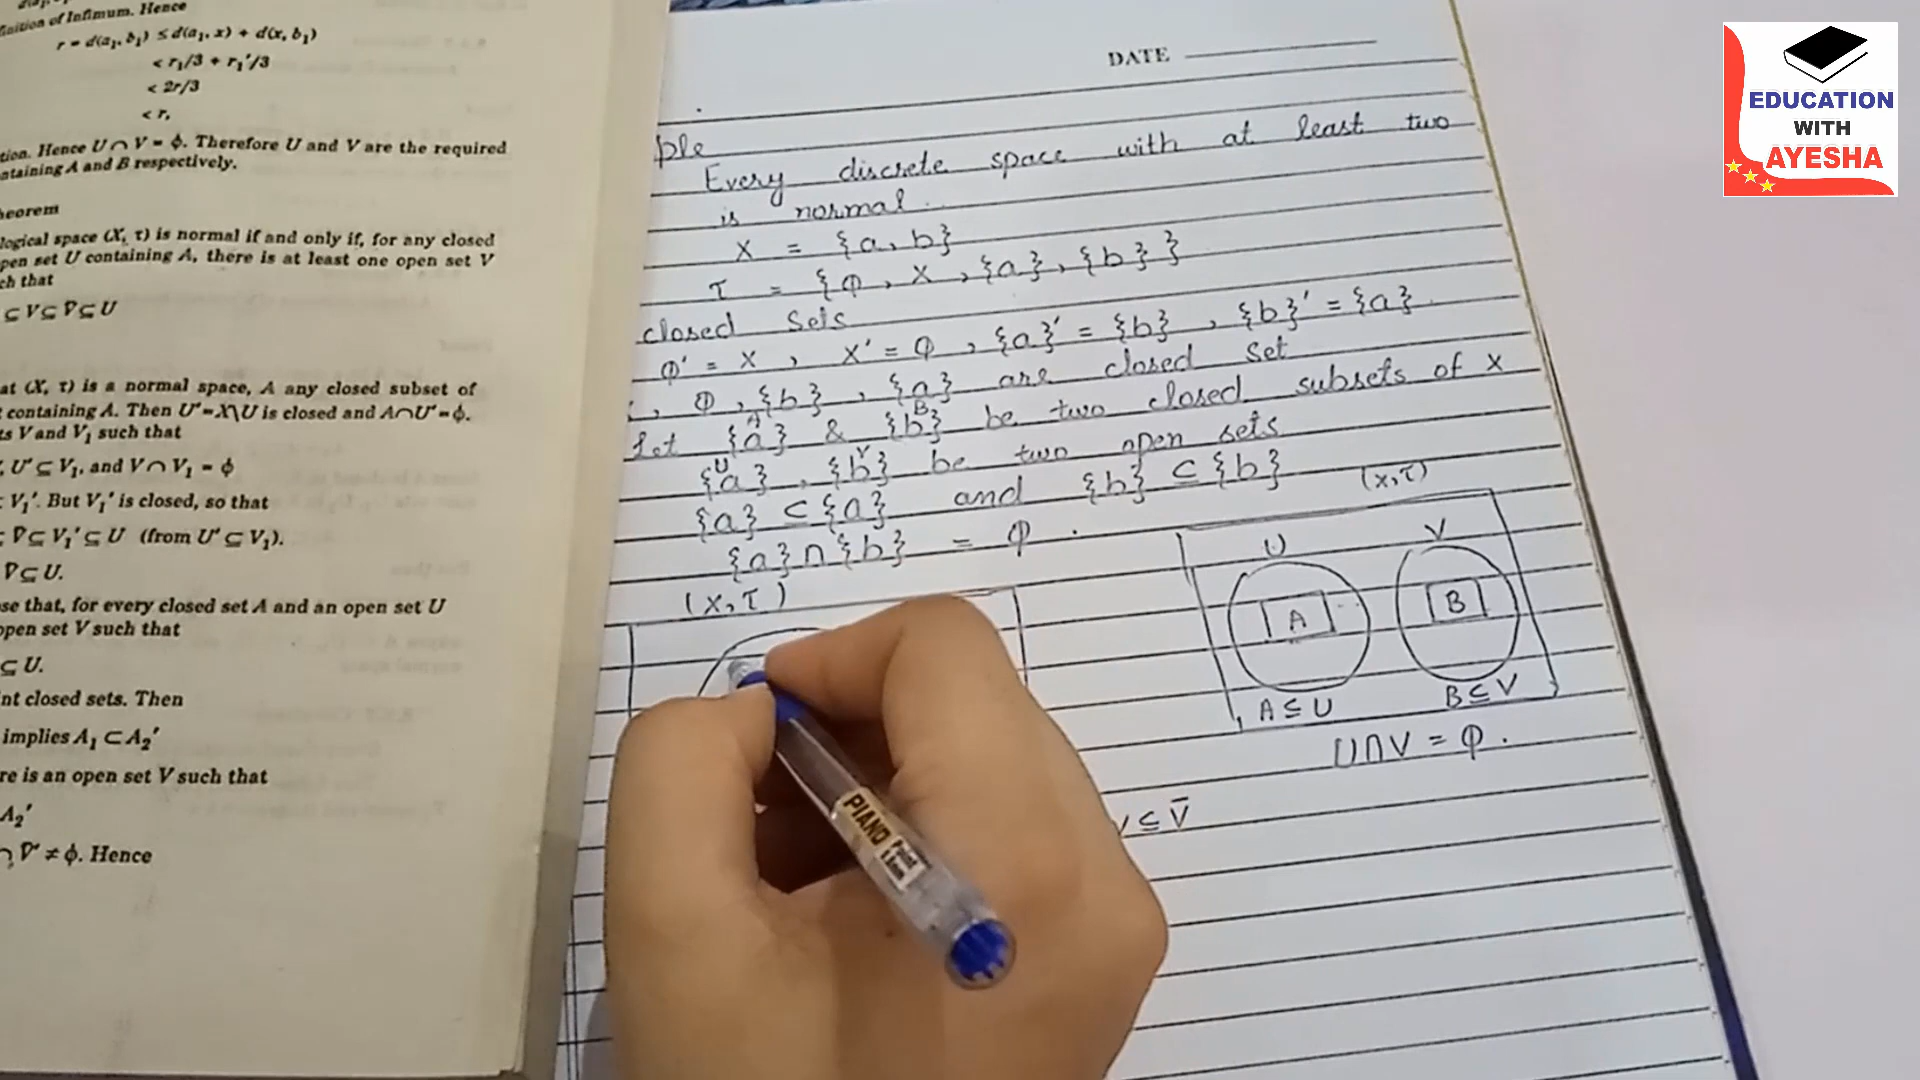 inition of Infimum. Hence
r = d(a₁, b₁) ≤ d(a₁, x) + d(x, b₁)
< r₁/3 + r₁'/3
< 2r/3
< r,
tion. Hence U ∩ V = ϕ. Therefore U and V are the required
ntaining A and B respectively.
heorem
logical space (X, τ) is normal if and only if, for any closed
pen set U containing A, there is at least one open set V
ch that
⊆ V ⊆ V̅ ⊆ U
at (X, τ) is a normal space, A any closed subset of
containing A. Then U' = X\U is closed and A ∩ U' = ϕ.
ts V and V₁ such that
, U' ⊆ V₁, and V ∩ V₁ = ϕ
V₁'. But V₁' is closed, so that
V̅ ⊆ V₁' ⊆ U (from U' ⊆ V₁).
V̅ ⊆ U.
se that, for every closed set A and an open set U
open set V such that
⊆ U.
nt closed sets. Then
implies A₁ ⊂ A₂'
re is an open set V such that
A₂'
∩ V̅' ≠ ϕ. Hence
DATE
ple
Every discrete space with at least two
is normal.
X = {a, b}
τ = {Φ, X, {a}, {b} }
closed Sets
Φ' = X, X' = Φ, {a}' = {b}, {b}' = {a}.
, Φ, {b}, {a} are closed set
A B
Let {a} & {b} be two closed subsets of X
U V
{a}, {b} be two open sets
{a} ⊂ {a} and {b} ⊆ {b}
{a} ∩ {b} = Φ.
(X, τ)
(X, τ)
U V
A B
A ⊆ U B ⊆ V
U ∩ V = Φ.
⊆ V̅
EDUCATION
WITH
AYESHA
PIANO
Point